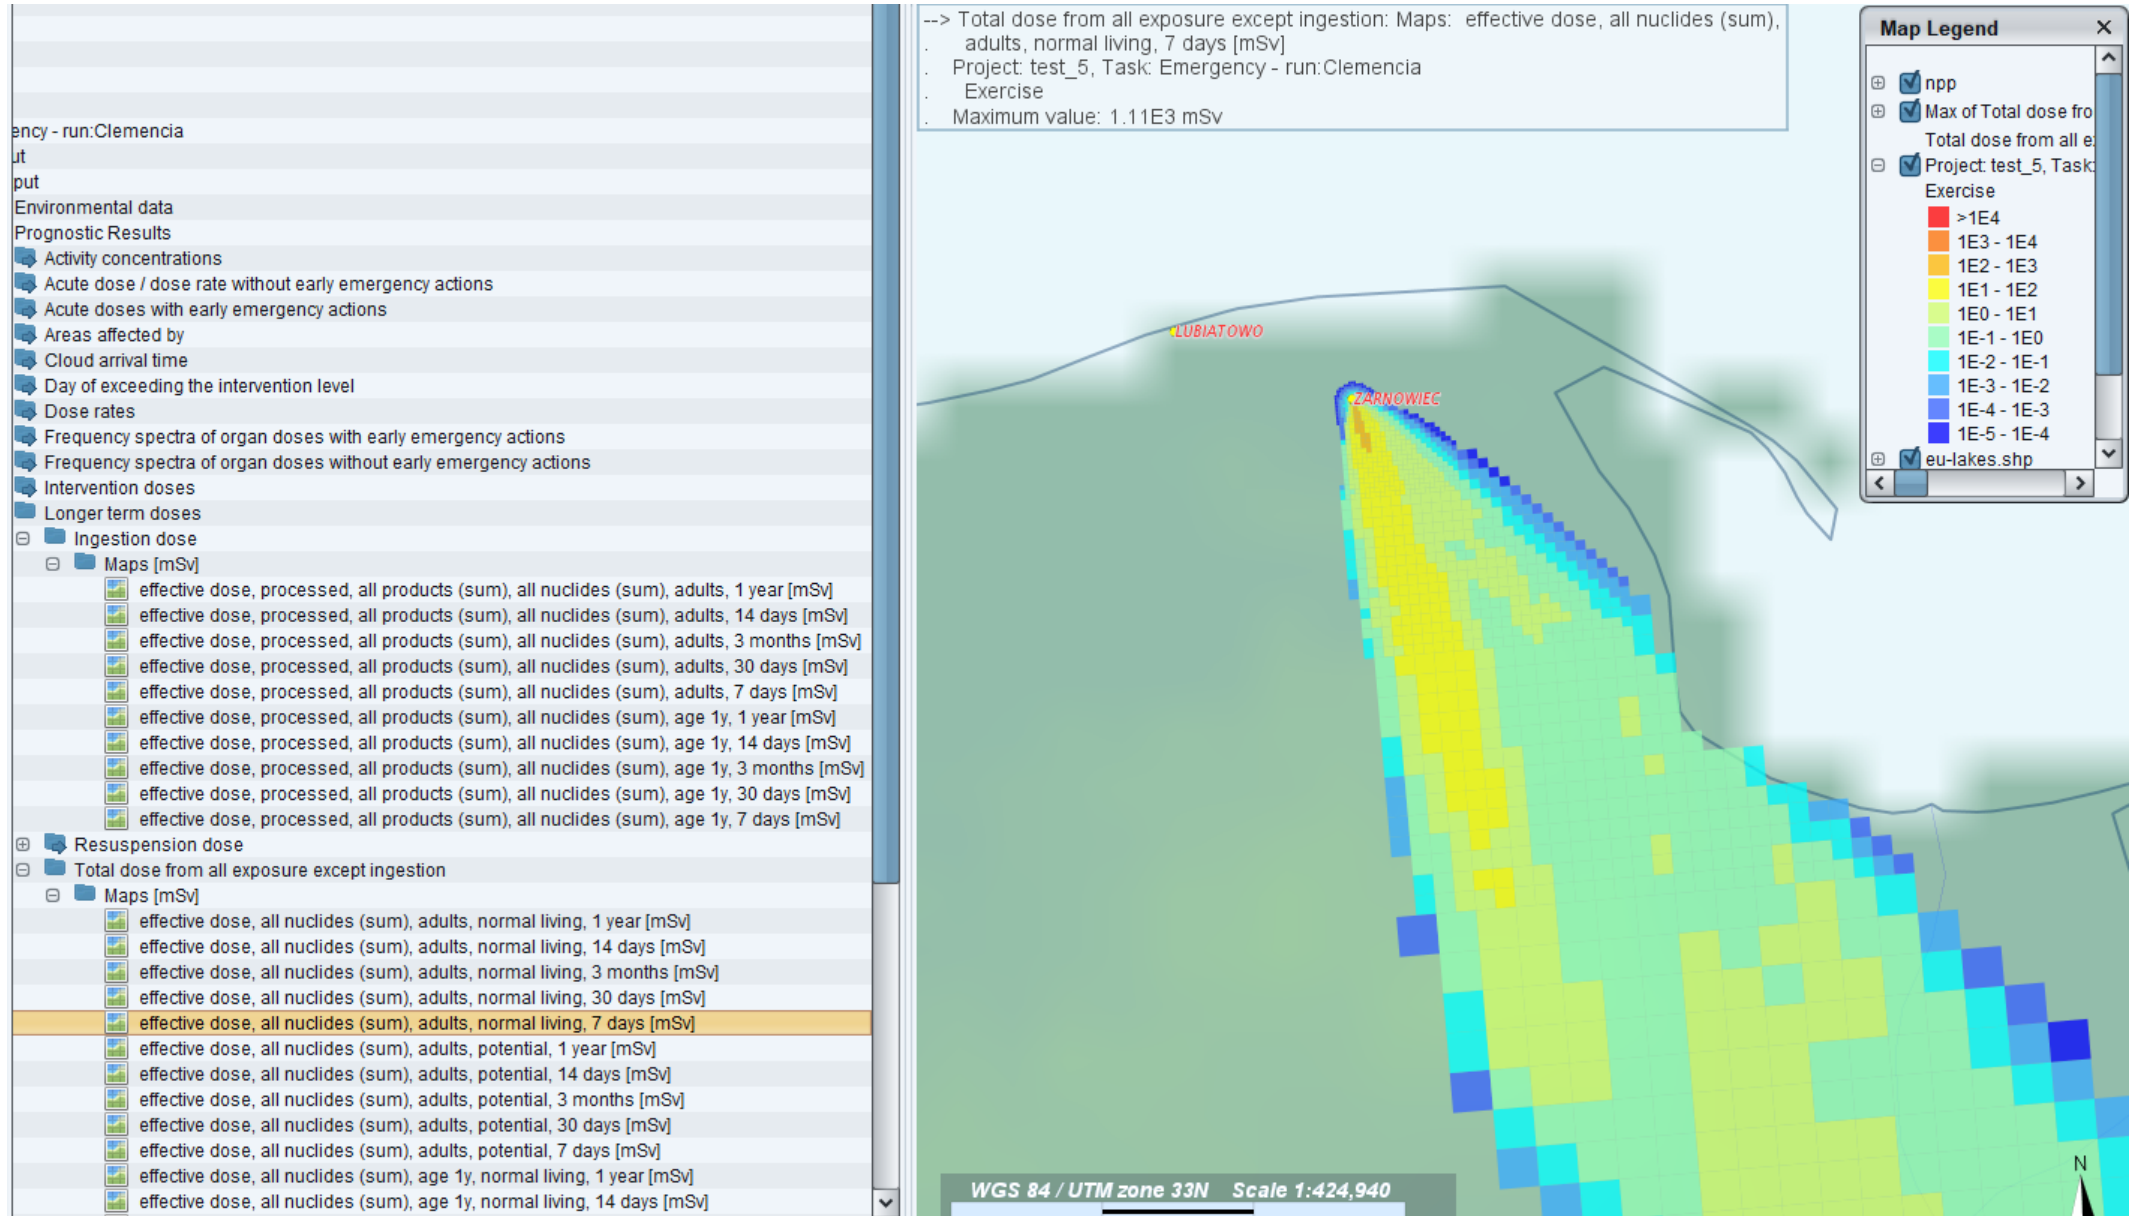 ency - run:Clemencia
ut
put
Environmental data
Prognostic Results
Activity concentrations
Acute dose / dose rate without early emergency actions
Acute doses with early emergency actions
Areas affected by
Cloud arrival time
Day of exceeding the intervention level
Dose rates
Frequency spectra of organ doses with early emergency actions
Frequency spectra of organ doses without early emergency actions
Intervention doses
Longer term doses
Ingestion dose
Maps [mSv]
effective dose, processed, all products (sum), all nuclides (sum), adults, 1 year [mSv]
effective dose, processed, all products (sum), all nuclides (sum), adults, 14 days [mSv]
effective dose, processed, all products (sum), all nuclides (sum), adults, 3 months [mSv]
effective dose, processed, all products (sum), all nuclides (sum), adults, 30 days [mSv]
effective dose, processed, all products (sum), all nuclides (sum), adults, 7 days [mSv]
effective dose, processed, all products (sum), all nuclides (sum), age 1y, 1 year [mSv]
effective dose, processed, all products (sum), all nuclides (sum), age 1y, 14 days [mSv]
effective dose, processed, all products (sum), all nuclides (sum), age 1y, 3 months [mSv]
effective dose, processed, all products (sum), all nuclides (sum), age 1y, 30 days [mSv]
effective dose, processed, all products (sum), all nuclides (sum), age 1y, 7 days [mSv]
Resuspension dose
Total dose from all exposure except ingestion
Maps [mSv]
effective dose, all nuclides (sum), adults, normal living, 1 year [mSv]
effective dose, all nuclides (sum), adults, normal living, 14 days [mSv]
effective dose, all nuclides (sum), adults, normal living, 3 months [mSv]
effective dose, all nuclides (sum), adults, normal living, 30 days [mSv]
effective dose, all nuclides (sum), adults, normal living, 7 days [mSv]
effective dose, all nuclides (sum), adults, potential, 1 year [mSv]
effective dose, all nuclides (sum), adults, potential, 14 days [mSv]
effective dose, all nuclides (sum), adults, potential, 3 months [mSv]
effective dose, all nuclides (sum), adults, potential, 30 days [mSv]
effective dose, all nuclides (sum), adults, potential, 7 days [mSv]
effective dose, all nuclides (sum), age 1y, normal living, 1 year [mSv]
effective dose, all nuclides (sum), age 1y, normal living, 14 days [mSv]
--> Total dose from all exposure except ingestion: Maps: effective dose, all nuclides (sum),
. adults, normal living, 7 days [mSv]
. Project: test_5, Task: Emergency - run:Clemencia
. Exercise
. Maximum value: 1.11E3 mSv
LUBIATOWO
ZARNOWIEC
Map Legend
npp
Max of Total dose fro
Total dose from all e
Project: test_5, Task:
Exercise
>1E4
1E3 - 1E4
1E2 - 1E3
1E1 - 1E2
1E0 - 1E1
1E-1 - 1E0
1E-2 - 1E-1
1E-3 - 1E-2
1E-4 - 1E-3
1E-5 - 1E-4
eu-lakes.shp
WGS 84 / UTM zone 33N Scale 1:424,940
N